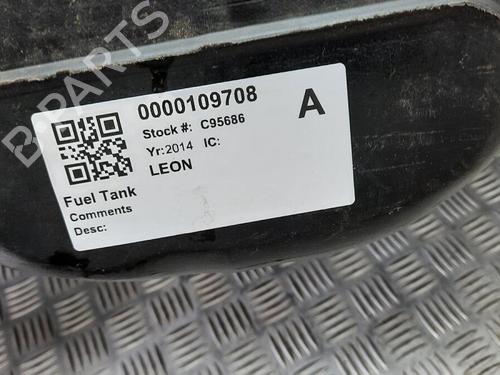 0000109708
A
Stock #: C95686
Yr:2014 IC:
LEON
Fuel Tank
Comments
Desc:
B-PARTS